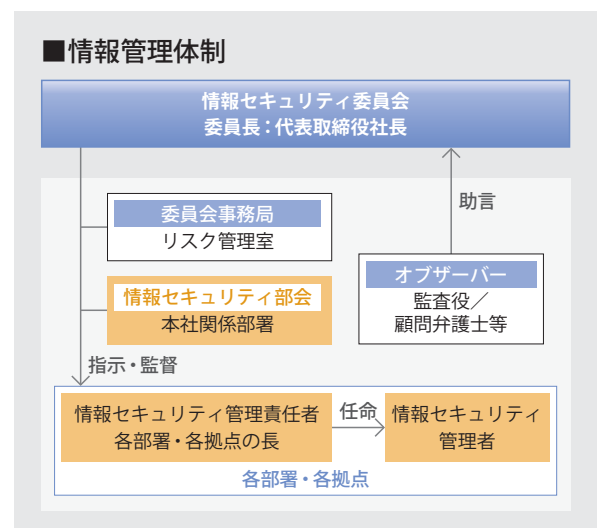 ■情報管理体制
情報セキュリティ委員会
委員長：代表取締役社長
助言
委員会事務局
リスク管理室
オブザーバー
監査役／
顧問弁護士等
情報セキュリティ部会
本社関係部署
指示・監督
情報セキュリティ管理責任者
各部署・各拠点の長
任命
情報セキュリティ
管理者
各部署・各拠点